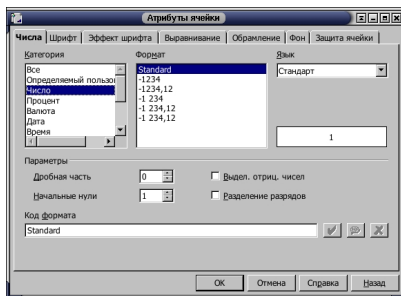 Атрибуты ячейки
Числа Шрифт Эффект шрифта Выравнивание Обрамление Фон Защита ячейки
Категория Формат Язык
Все
Определяемый пользо
Число
Процент
Валюта
Дата
Время
Standard
-1234
-1234,12
-1 234
-1 234,12
-1 234,12
Стандарт
1
Параметры
Дробная часть 0 Выдел. отриц. чисел
Начальные нули 1 Разделение разрядов
Код формата
Standard
OK Отмена Справка Назад